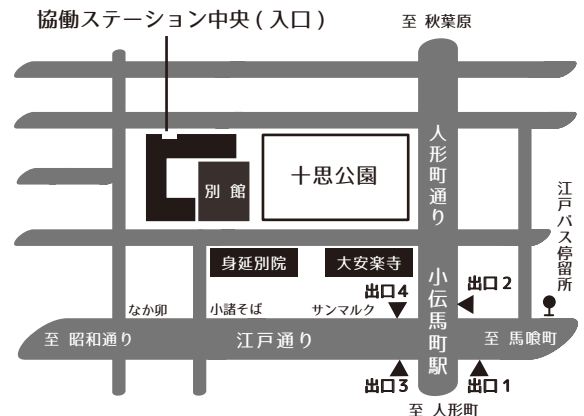 協働ステーション中央 ( 入口 )
至 秋葉原
人形町通り
別 館
十思公園
江戸バス停留所
身延別院
大安楽寺
小伝馬町駅
出口4
出口2
なか卯
小諸そば
サンマルク
至 昭和通り
江戸通り
至 馬喰町
出口3
出口1
至 人形町